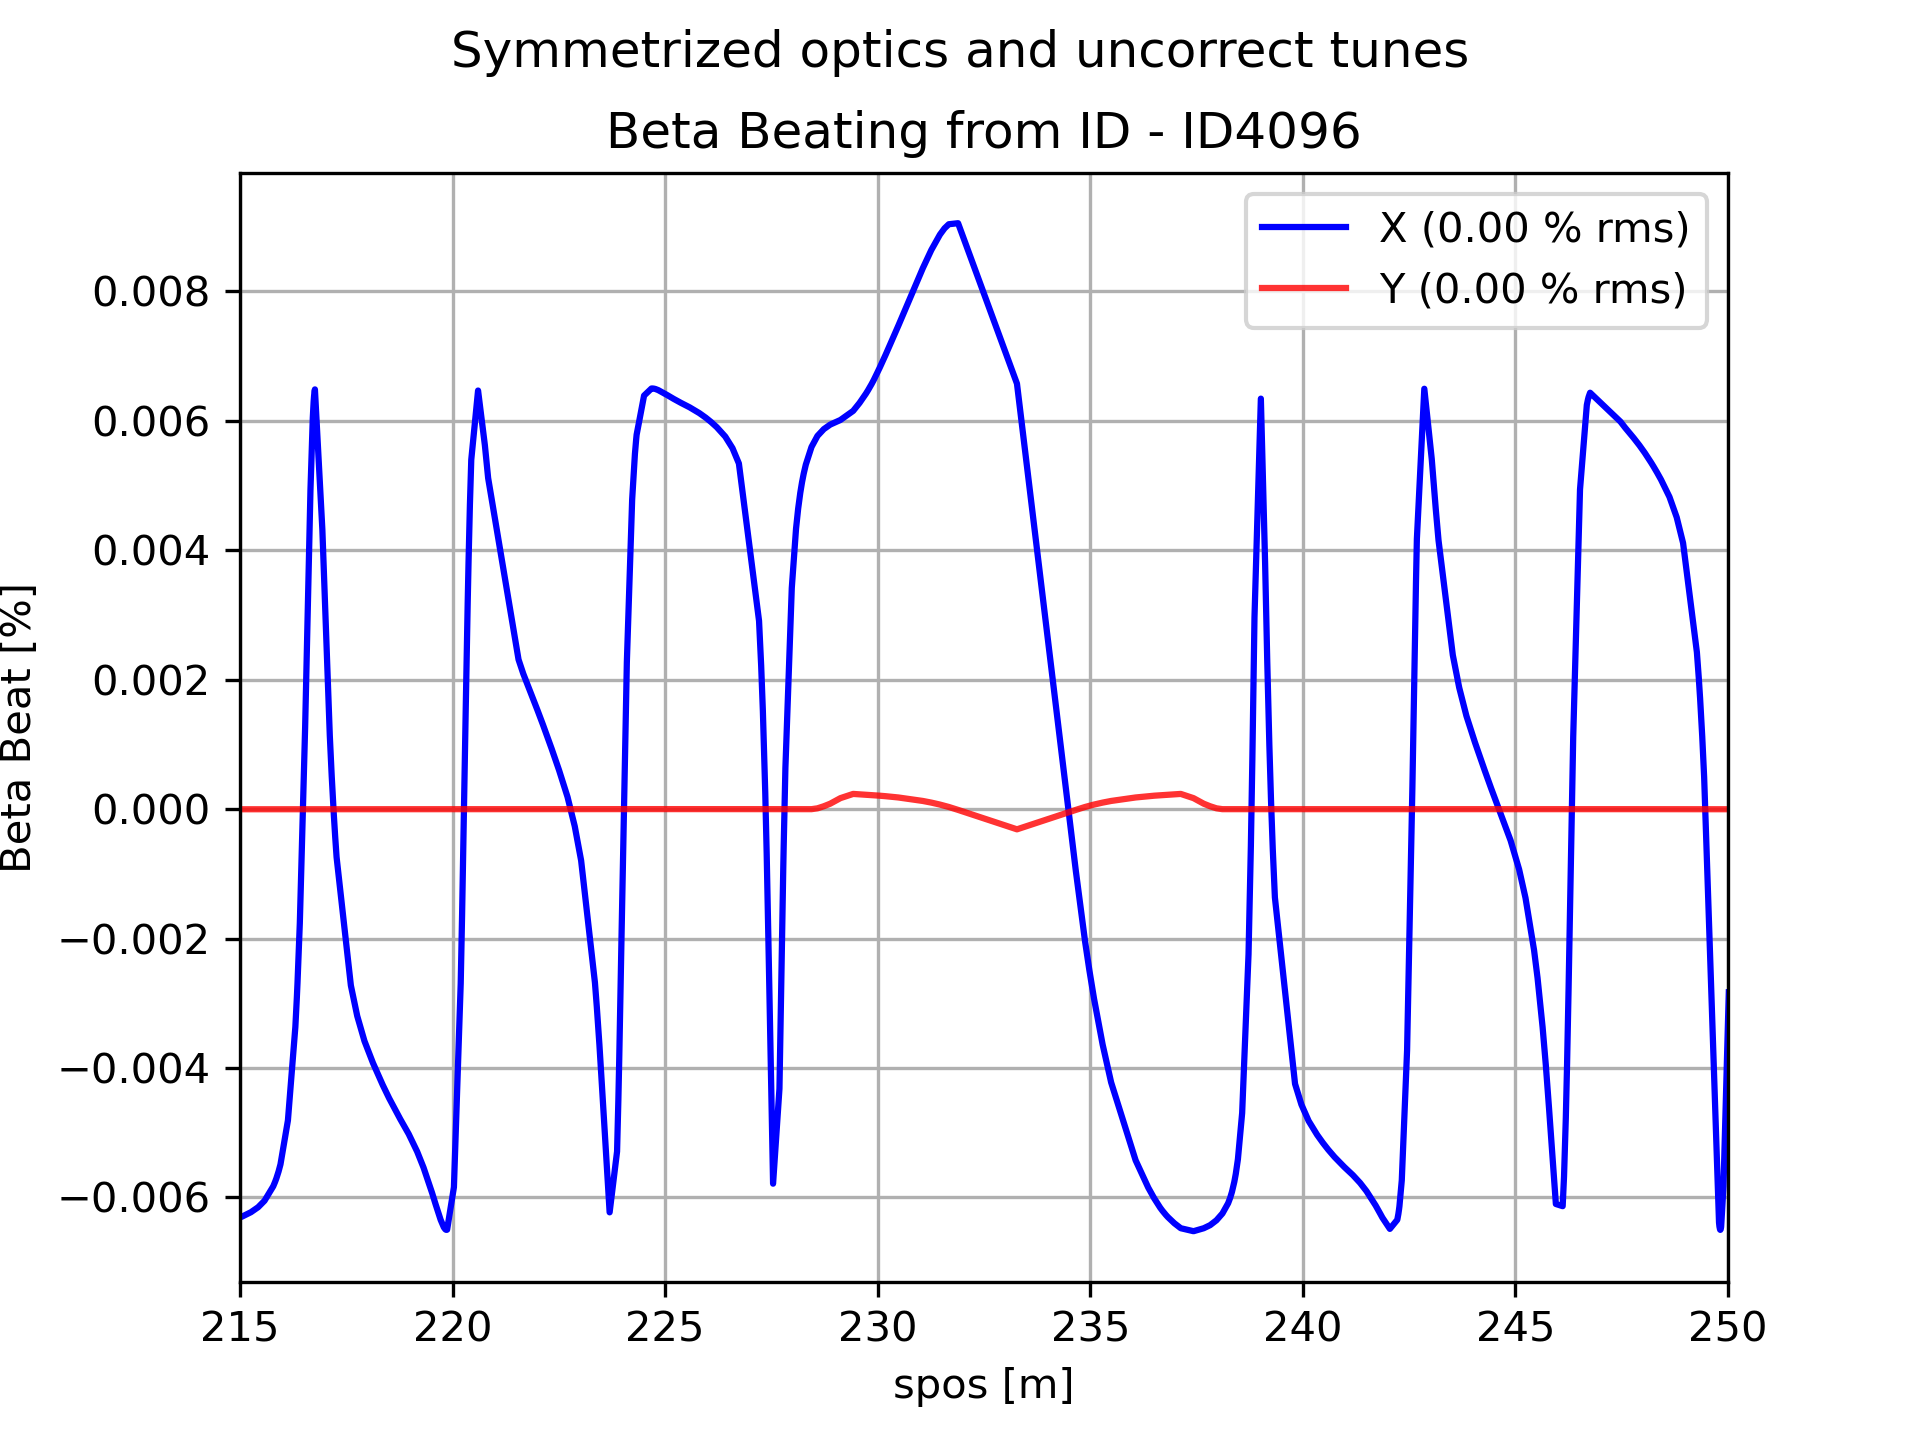 Symmetrized optics and uncorrect tunes
Beta Beating from ID - ID4096
X (0.00 % rms)
Y (0.00 % rms)
Beta Beat [%]
0.008
0.006
0.004
0.002
0.000
−0.002
−0.004
−0.006
215 220 225 230 235 240 245 250
spos [m]